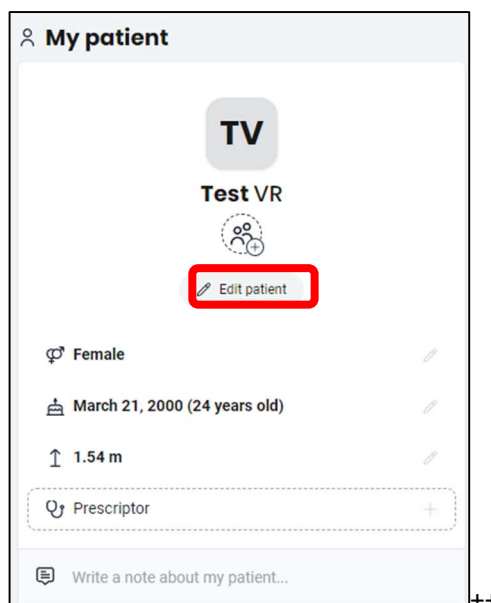 My patient
TV
Test VR
Edit patient
Female
March 21, 2000 (24 years old)
1.54 m
Prescriptor
Write a note about my patient...
++